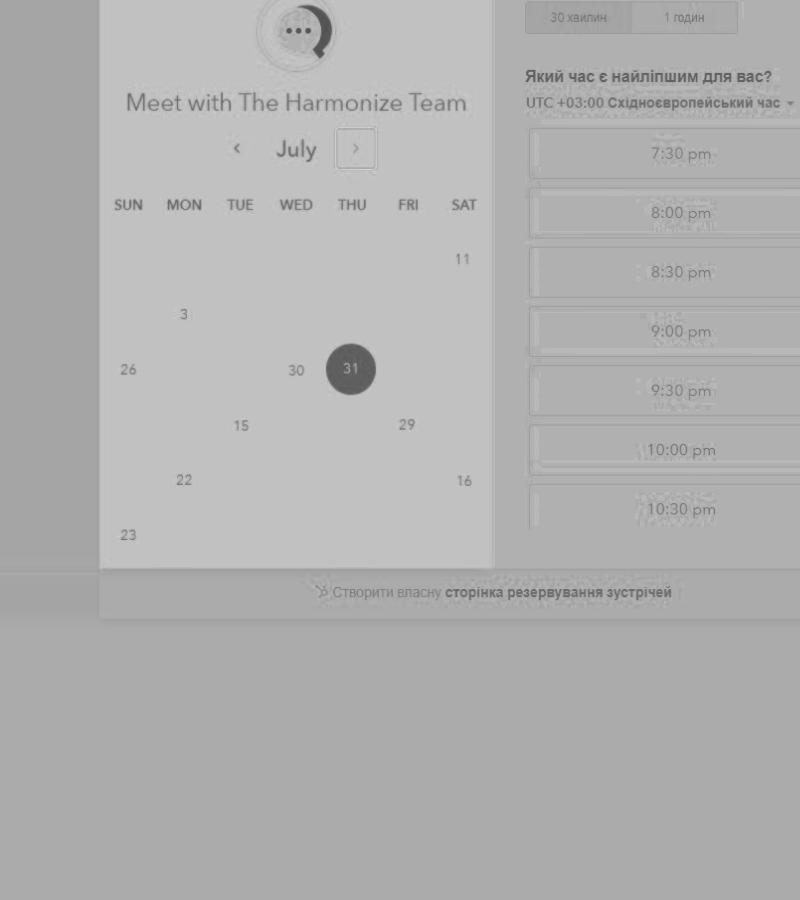 30 хвилин 1 годин
Який час є найліпшим для вас?
UTC +03:00 Східноєвропейський час
Meet with The Harmonize Team
July
SUN MON TUE WED THU FRI SAT
11
3
26 30 31
15 29
22 16
23
7:30 pm
8:00 pm
8:30 pm
9:00 pm
9:30 pm
10:00 pm
10:30 pm
Створити власну сторінка резервування зустрічей